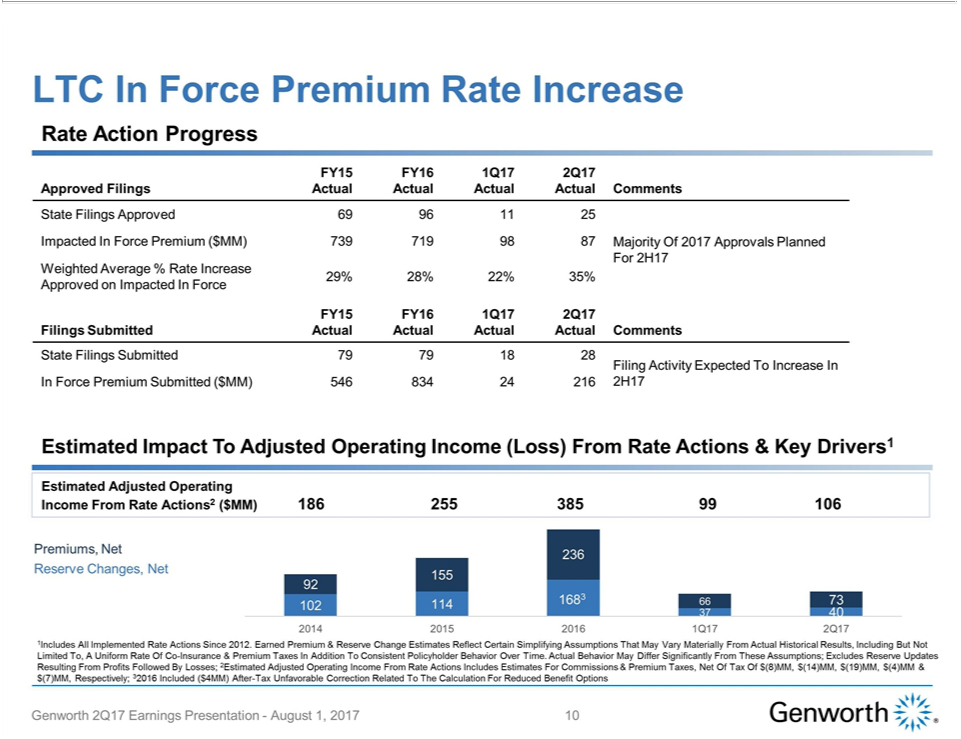 LTC In Force Premium Rate Increase
Rate Action Progress
Approved Filings FY15 Actual FY16 Actual 1Q17 Actual 2Q17 Actual Comments
State Filings Approved 69 96 11 25
Impacted In Force Premium ($MM) 739 719 98 87 Majority Of 2017 Approvals Planned For 2H17
Weighted Average % Rate Increase Approved on Impacted In Force 29% 28% 22% 35%
Filings Submitted FY15 Actual FY16 Actual 1Q17 Actual 2Q17 Actual Comments
State Filings Submitted 79 79 18 28 Filing Activity Expected To Increase In 2H17
In Force Premium Submitted ($MM) 546 834 24 216
Estimated Impact To Adjusted Operating Income (Loss) From Rate Actions & Key Drivers¹
Estimated Adjusted Operating
Income From Rate Actions² ($MM) 186 255 385 99 106
Premiums, Net
Reserve Changes, Net
92 155 236 66 73
102 114 168³ 37 40
2014 2015 2016 1Q17 2Q17
¹Includes All Implemented Rate Actions Since 2012. Earned Premium & Reserve Change Estimates Reflect Certain Simplifying Assumptions That May Vary Materially From Actual Historical Results, Including But Not
Limited To, A Uniform Rate Of Co-Insurance & Premium Taxes In Addition To Consistent Policyholder Behavior Over Time. Actual Behavior May Differ Significantly From These Assumptions; Excludes Reserve Updates
Resulting From Profits Followed By Losses; ²Estimated Adjusted Operating Income From Rate Actions Includes Estimates For Commissions & Premium Taxes, Net Of Tax Of $(8)MM, $(14)MM, $(19)MM, $(4)MM &
$(7)MM, Respectively; ³2016 Included ($4MM) After-Tax Unfavorable Correction Related To The Calculation For Reduced Benefit Options
Genworth 2Q17 Earnings Presentation - August 1, 2017 10 Genworth®